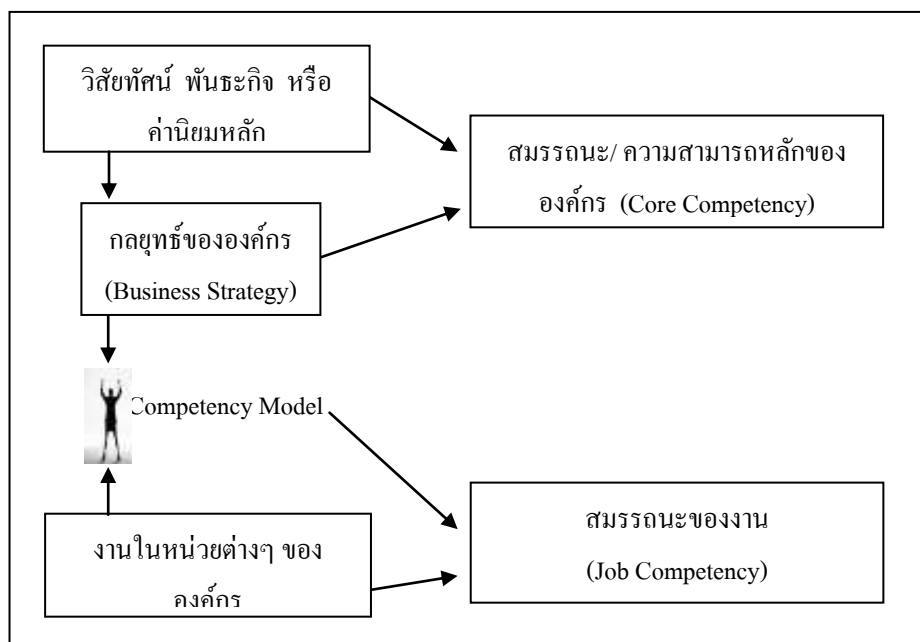 วิสัยทัศน์ พันธะกิจ หรือ
ค่านิยมหลัก
สมรรถนะ/ ความสามารถหลักของ
องค์กร (Core Competency)
กลยุทธ์ขององค์กร
(Business Strategy)
Competency Model
สมรรถนะของงาน
(Job Competency)
งานในหน่วยต่างๆ ของ
องค์กร